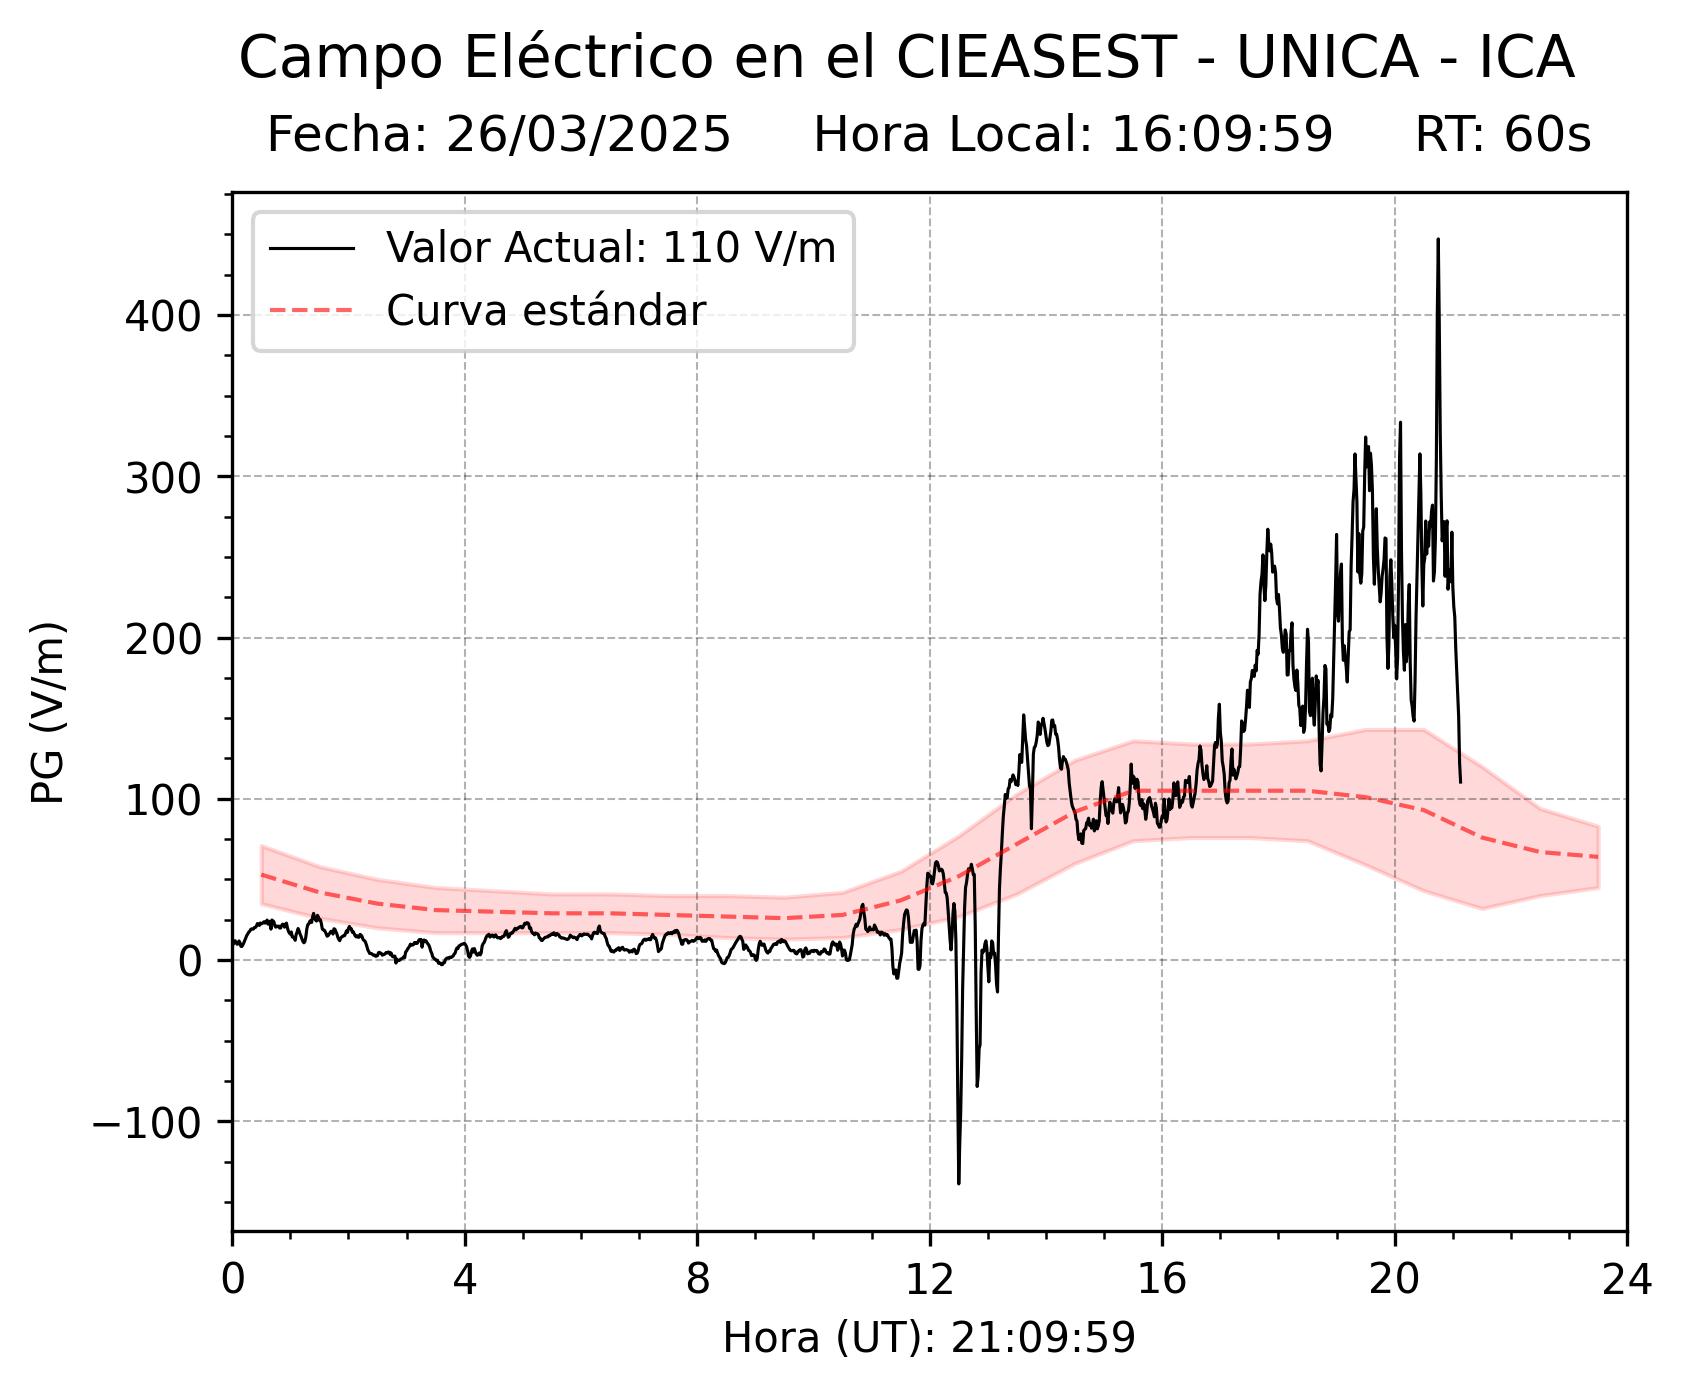 Campo Eléctrico en el CIEASEST - UNICA - ICA
Fecha: 26/03/2025 Hora Local: 16:09:59 RT: 60s
Valor Actual: 110 V/m
Curva estándar
PG (V/m)
400
300
200
100
0
−100
0 4 8 12 16 20 24
Hora (UT): 21:09:59